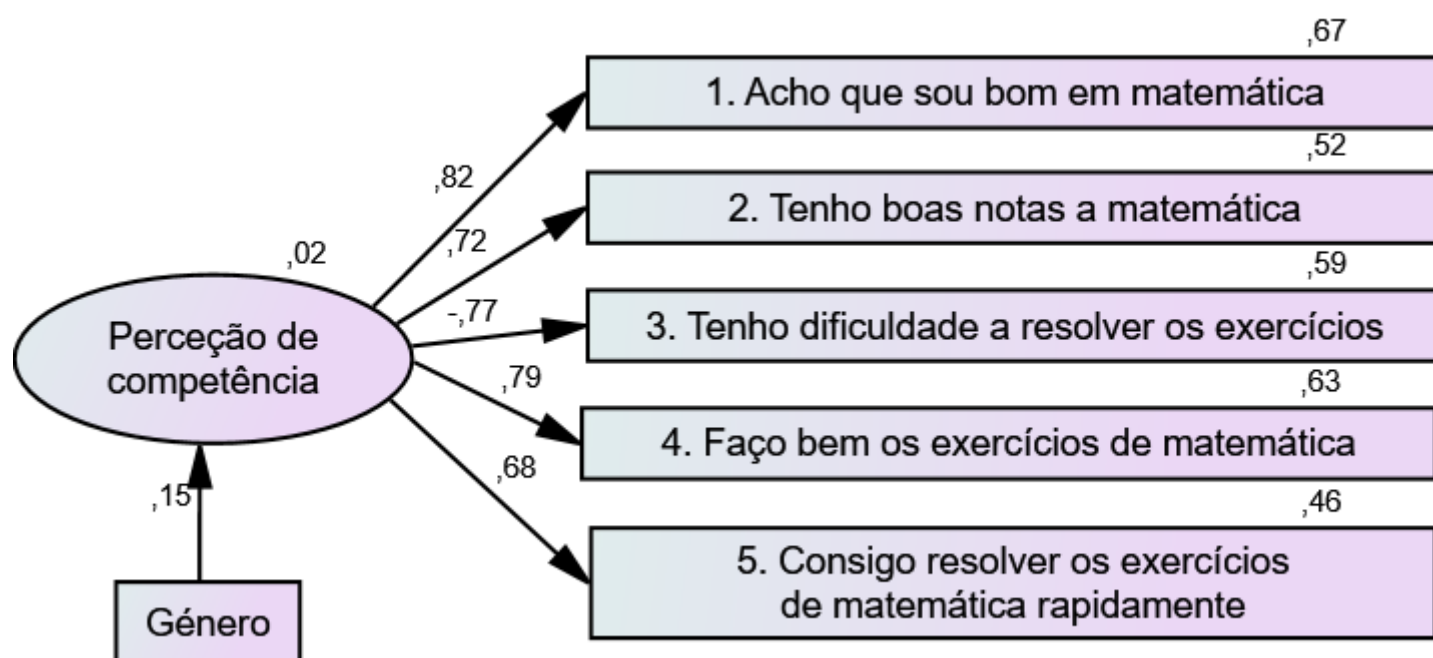 ,67
1. Acho que sou bom em matemática
,82
,52
2. Tenho boas notas a matemática
,72
,02
,59
-,77
3. Tenho dificuldade a resolver os exercícios
Perceção de
competência
,79
,63
4. Faço bem os exercícios de matemática
,68
,15
,46
5. Consigo resolver os exercícios
de matemática rapidamente
Género